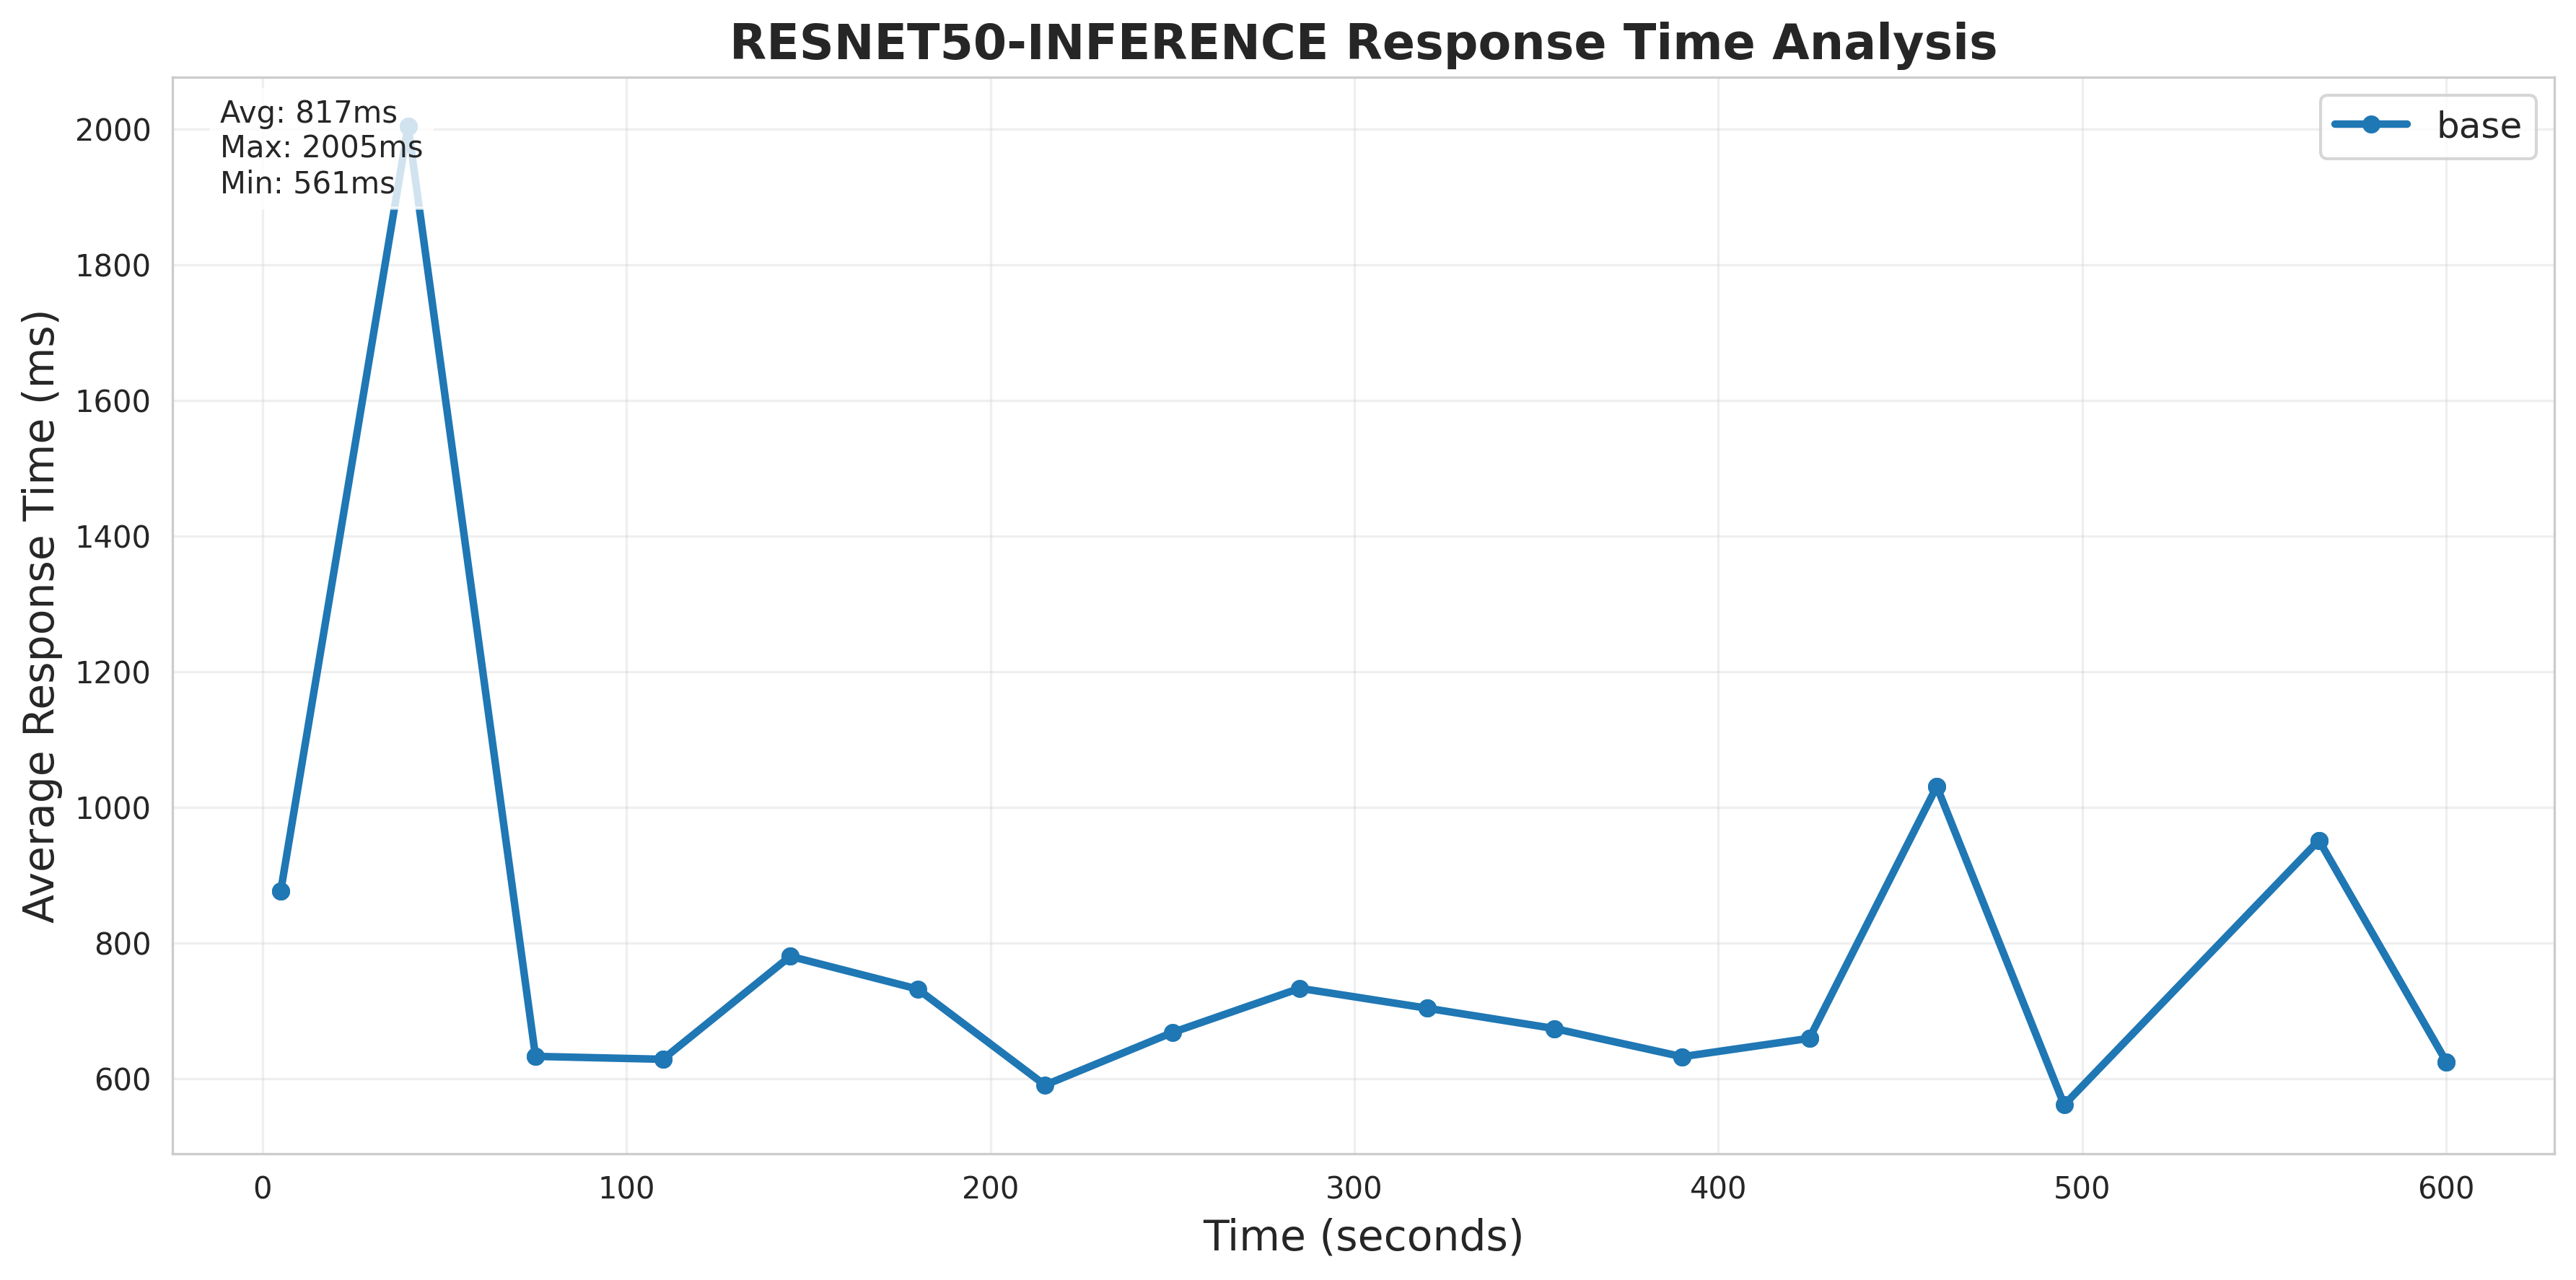 RESNET50-INFERENCE Response Time Analysis
Avg: 817ms
Max: 2005ms
Min: 561ms
base
Average Response Time (ms)
2000
1800
1600
1400
1200
1000
800
600
0 100 200 300 400 500 600
Time (seconds)